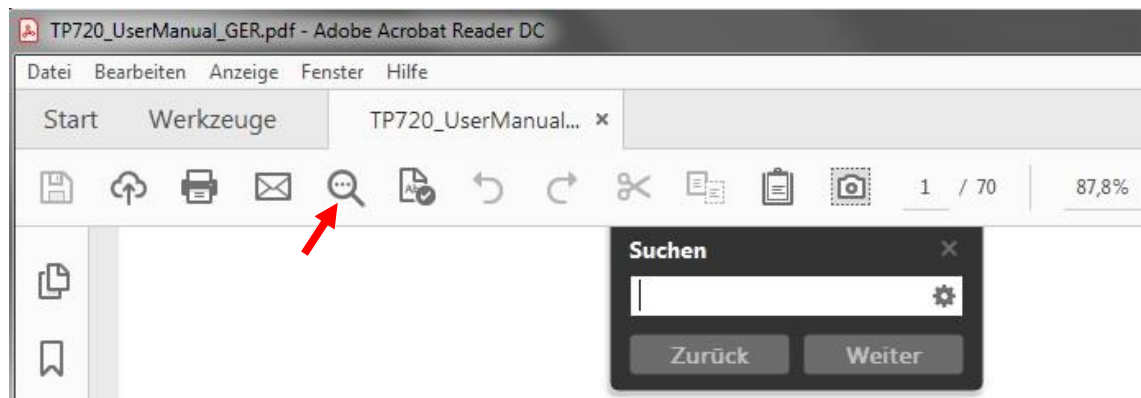 TP720_UserManual_GER.pdf - Adobe Acrobat Reader DC
Datei Bearbeiten Anzeige Fenster Hilfe
Start Werkzeuge TP720_UserManual... ×
1 / 70 87,8%
Suchen ×
Zurück Weiter